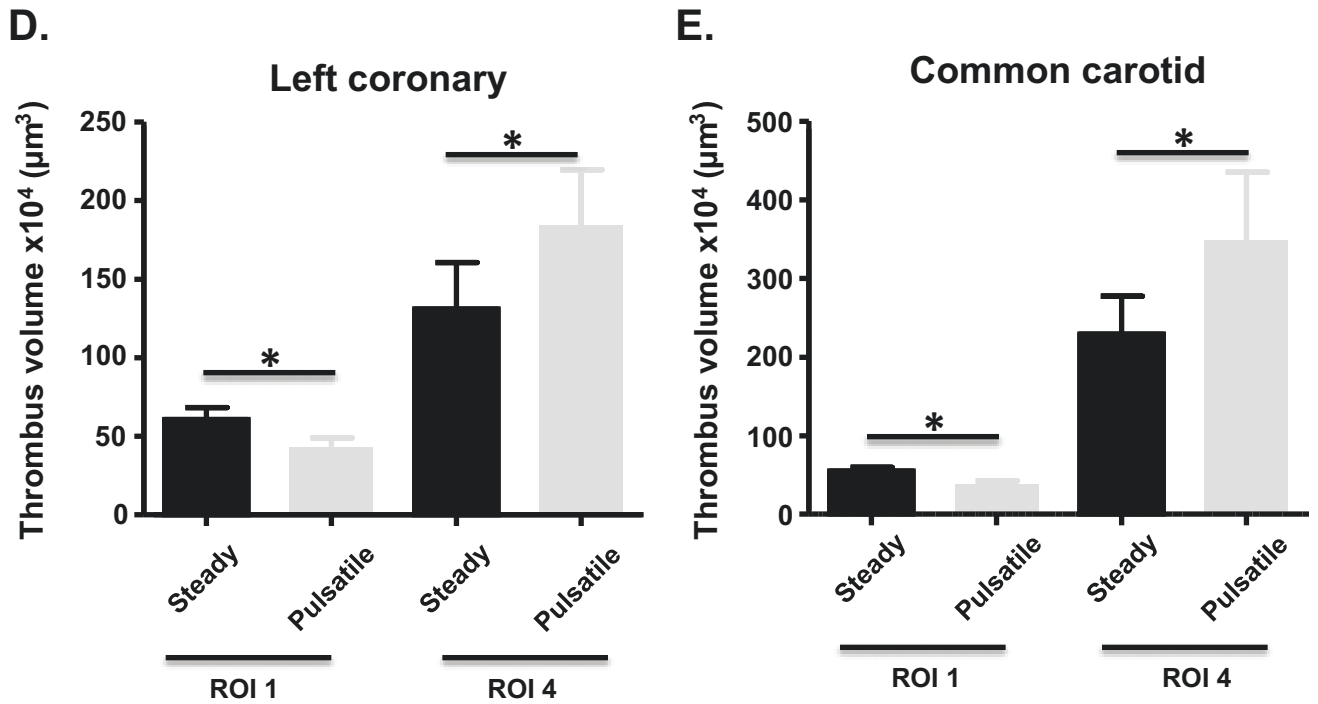 D.
Left coronary
Thrombus volume x10⁴ (µm³)
250
200
150
100
50
0
*
*
Steady
Pulsatile
Steady
Pulsatile
ROI 1
ROI 4
E.
Common carotid
Thrombus volume x10⁴ (µm³)
500
400
300
200
100
0
*
*
Steady
Pulsatile
Steady
Pulsatile
ROI 1
ROI 4